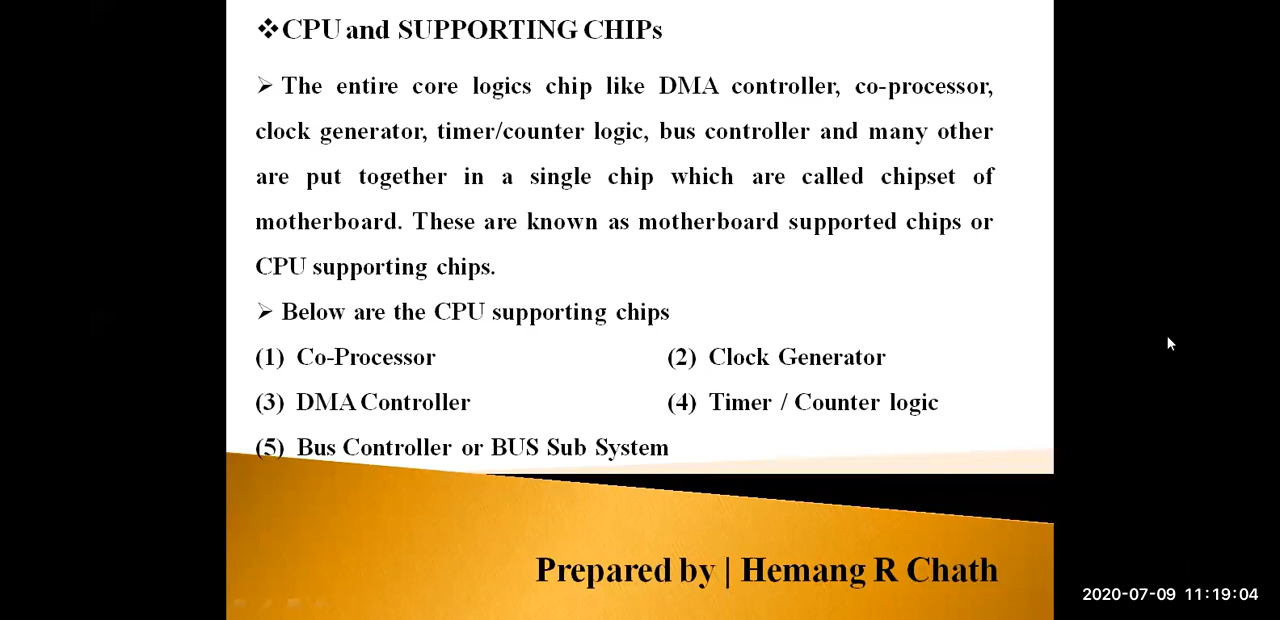 ❖CPU and SUPPORTING CHIPs
➢ The entire core logics chip like DMA controller, co-processor,
clock generator, timer/counter logic, bus controller and many other
are put together in a single chip which are called chipset of
motherboard. These are known as motherboard supported chips or
CPU supporting chips.
➢ Below are the CPU supporting chips
(1) Co-Processor (2) Clock Generator
(3) DMA Controller (4) Timer / Counter logic
(5) Bus Controller or BUS Sub System
Prepared by | Hemang R Chath
2020-07-09 11:19:04